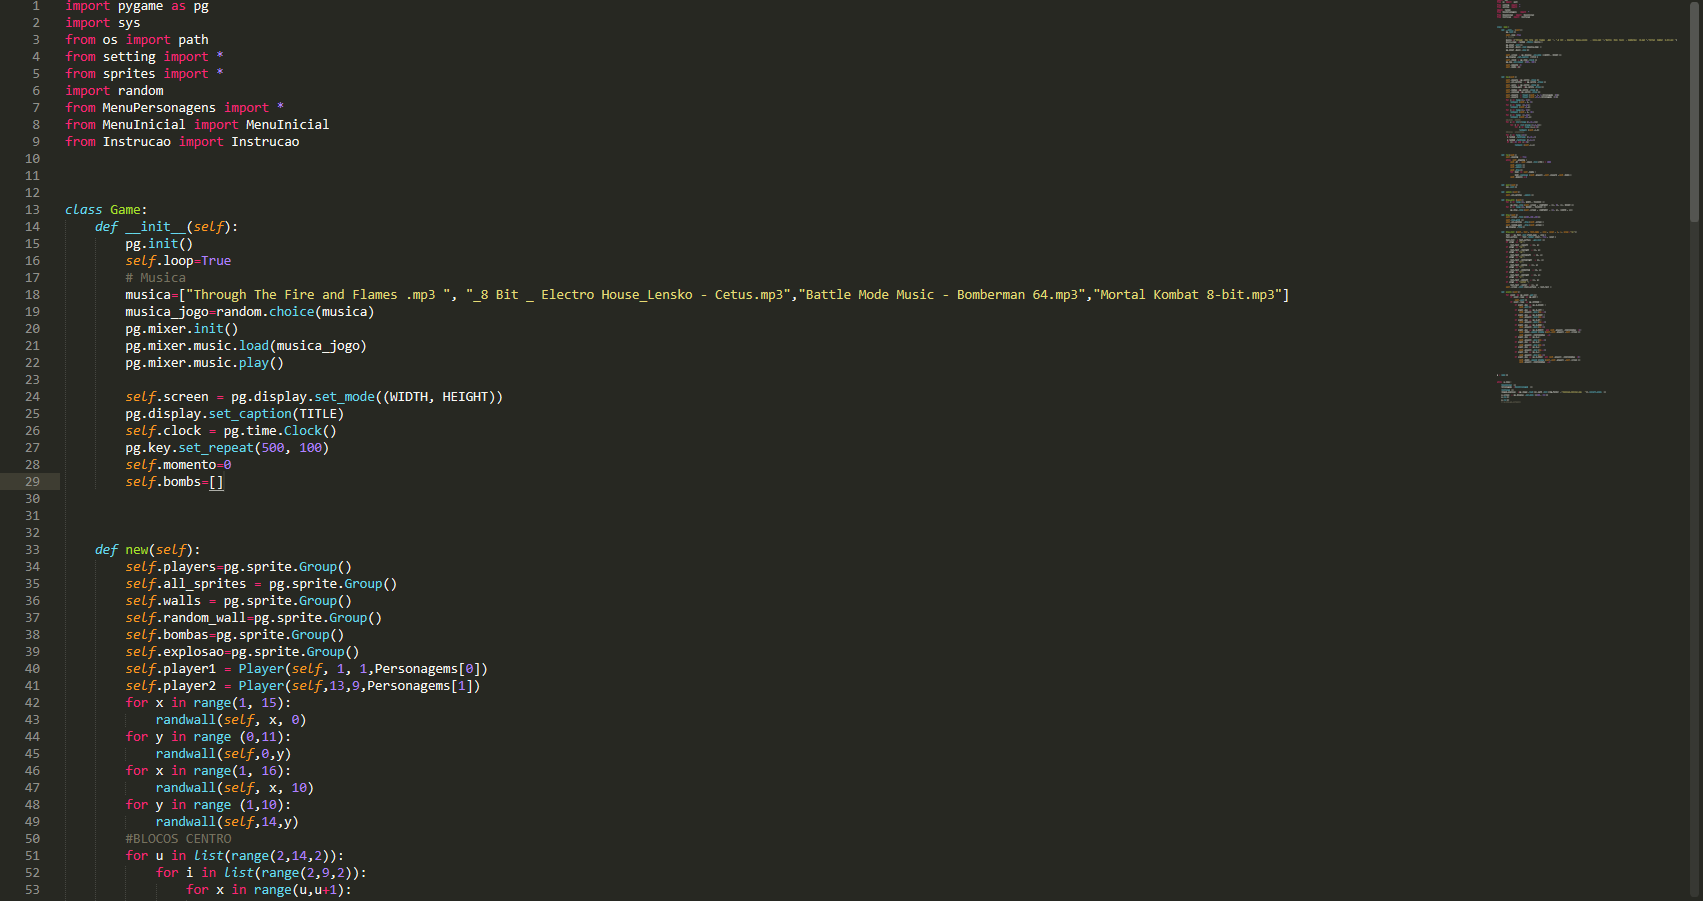 1 import pygame as pg
2 import sys
3 from os import path
4 from setting import *
5 from sprites import *
6 import random
7 from MenuPersonagens import *
8 from MenuInicial import MenuInicial
9 from Instrucao import Instrucao
10
11
12
13 class Game:
14     def __init__(self):
15         pg.init()
16         self.loop=True
17         # Musica
18         musica=["Through The Fire and Flames .mp3 ", "_8 Bit _ Electro House_Lensko - Cetus.mp3","Battle Mode Music - Bomberman 64.mp3","Mortal Kombat 8-bit.mp3"]
19         musica_jogo=random.choice(musica)
20         pg.mixer.init()
21         pg.mixer.music.load(musica_jogo)
22         pg.mixer.music.play()
23
24         self.screen = pg.display.set_mode((WIDTH, HEIGHT))
25         pg.display.set_caption(TITLE)
26         self.clock = pg.time.Clock()
27         pg.key.set_repeat(500, 100)
28         self.momento=0
29         self.bombs=[]
30
31
32
33     def new(self):
34         self.players=pg.sprite.Group()
35         self.all_sprites = pg.sprite.Group()
36         self.walls = pg.sprite.Group()
37         self.random_wall=pg.sprite.Group()
38         self.bombas=pg.sprite.Group()
39         self.explosao=pg.sprite.Group()
40         self.player1 = Player(self, 1, 1,Personagems[0])
41         self.player2 = Player(self,13,9,Personagems[1])
42         for x in range(1, 15):
43             randwall(self, x, 0)
44         for y in range (0,11):
45             randwall(self,0,y)
46         for x in range(1, 16):
47             randwall(self, x, 10)
48         for y in range (1,10):
49             randwall(self,14,y)
50         #BLOCOS CENTRO
51         for u in list(range(2,14,2)):
52             for i in list(range(2,9,2)):
53                 for x in range(u,u+1):